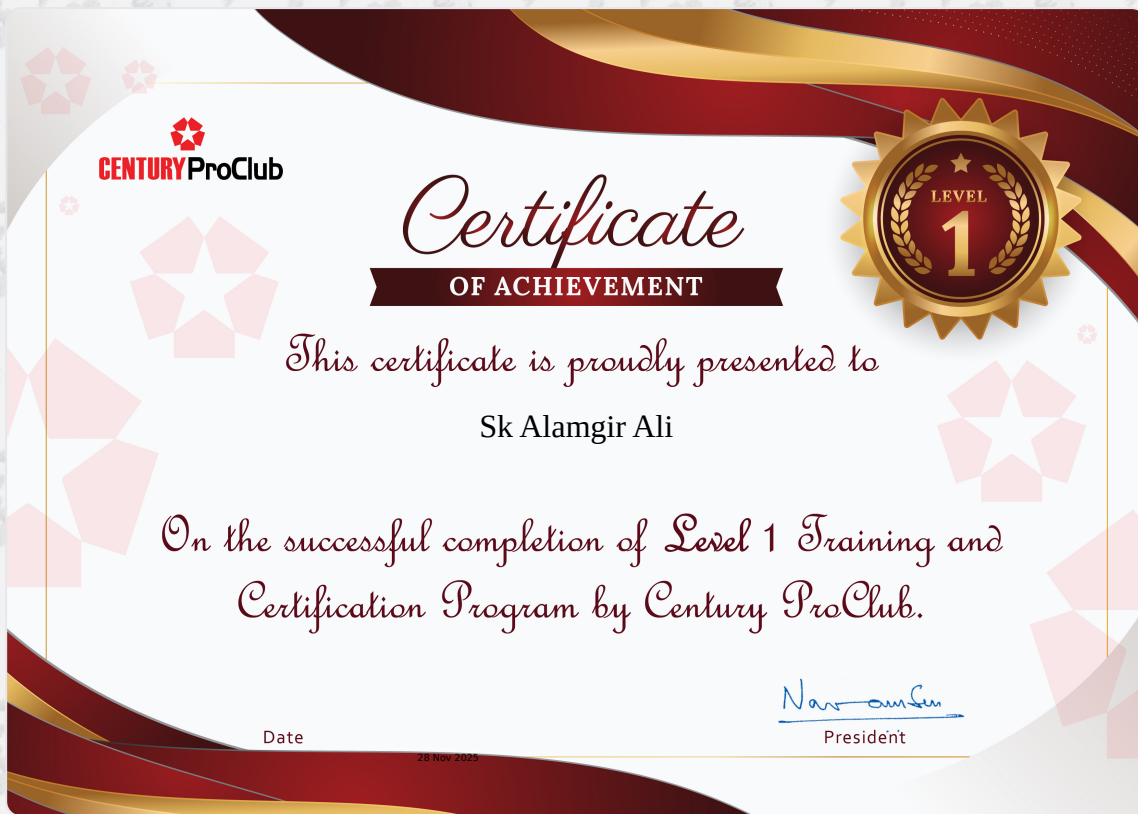 CENTURY ProClub
LEVEL
1
Certificate
OF ACHIEVEMENT
This certificate is proudly presented to
Sk Alamgir Ali
On the successful completion of Level 1 Training and
Certification Program by Century ProClub.
Date
President
28 Nov 2025